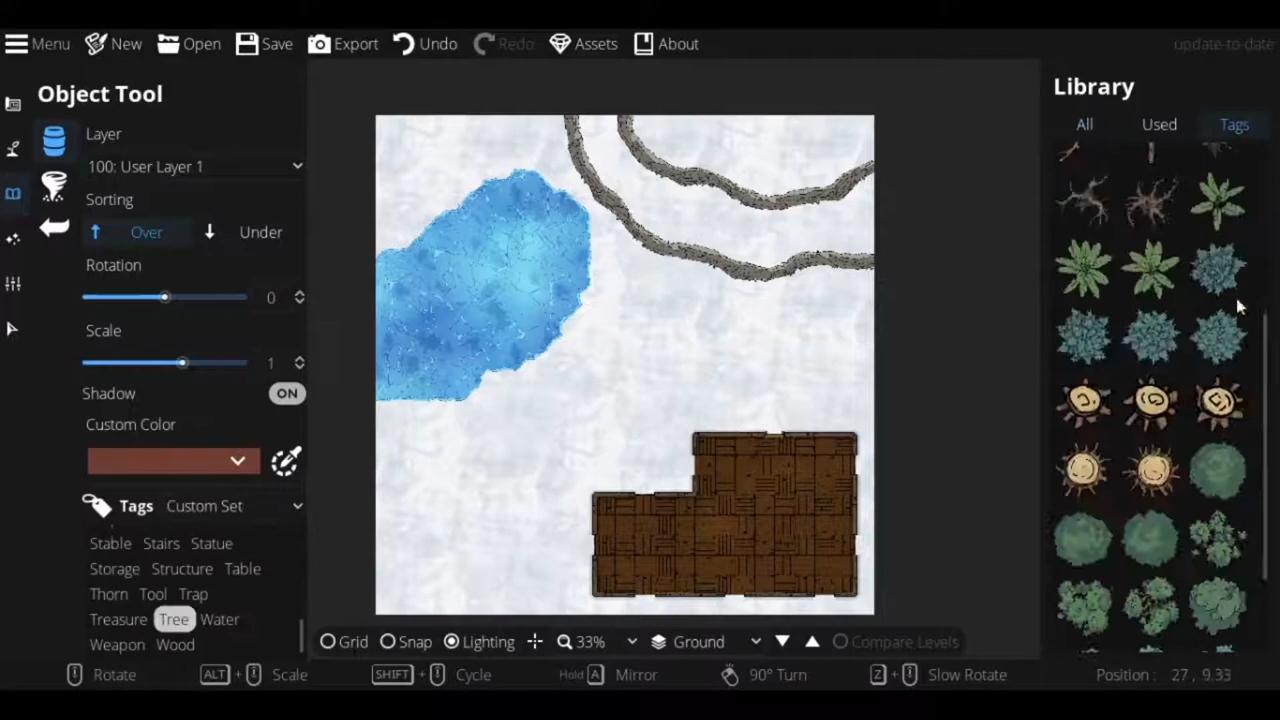 Menu New Open Save Export Undo Redo Assets About update-to-date
Object Tool
Layer
100: User Layer 1
Sorting
Over Under
Rotation
0
Scale
1
Shadow ON
Custom Color
Tags Custom Set
Stable Stairs Statue
Storage Structure Table
Thorn Tool Trap
Treasure Tree Water
Weapon Wood
Library
All Used Tags
Grid Snap Lighting 33% Ground Compare Levels
Rotate ALT + Scale SHIFT + Cycle Hold A Mirror 90° Turn Z + Slow Rotate Position : 27 , 9.33